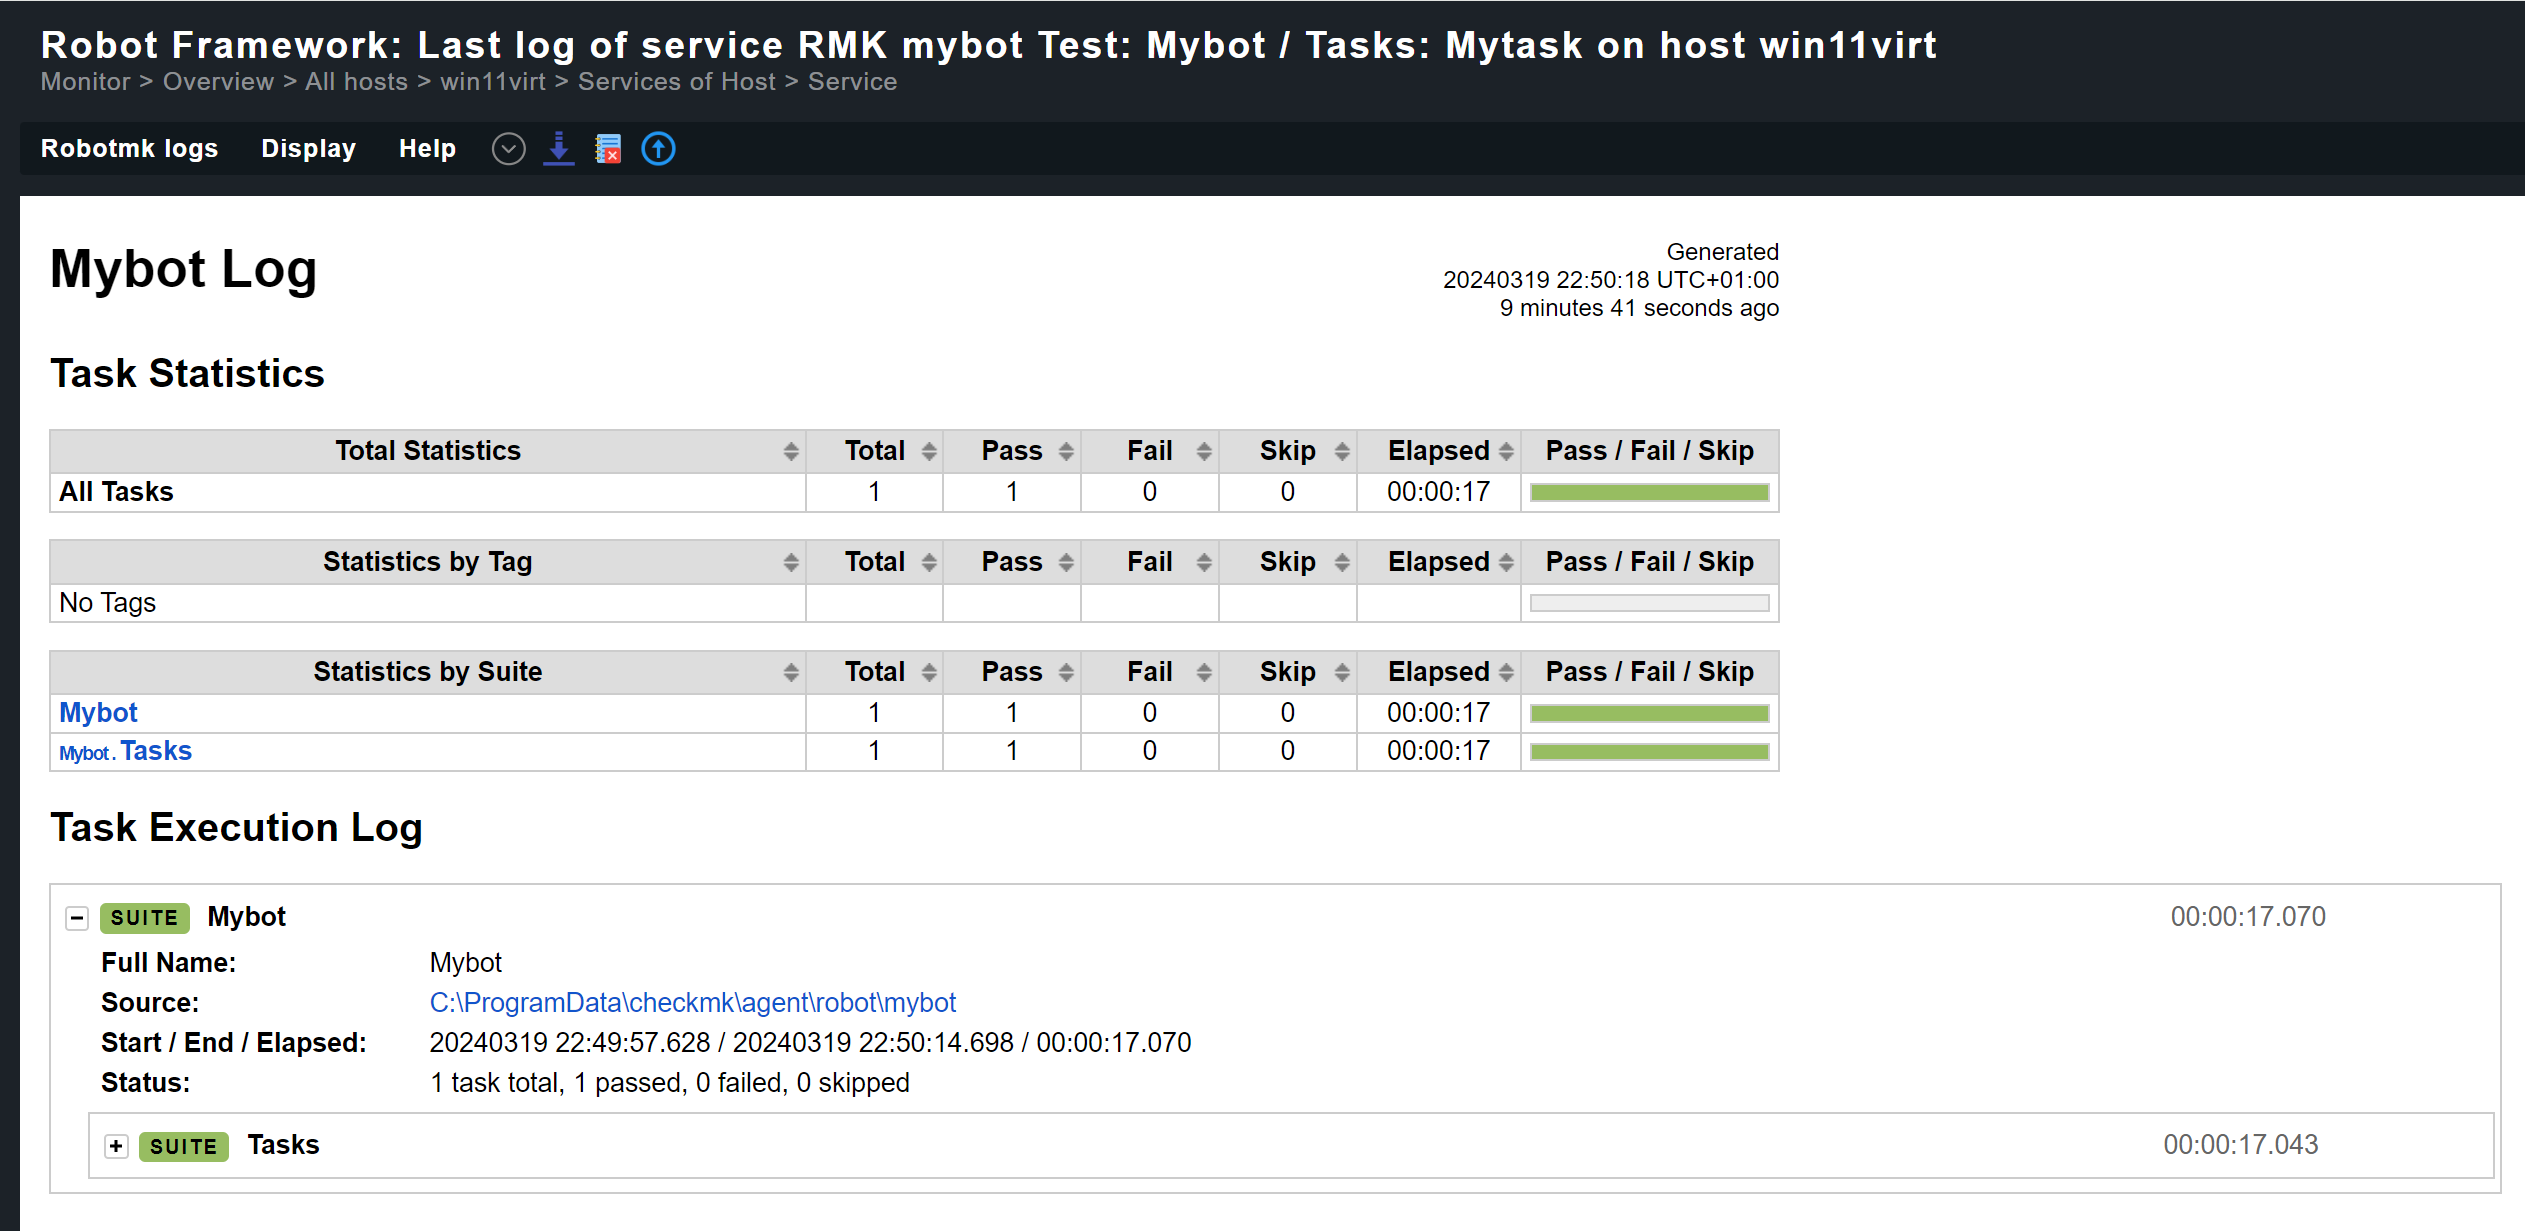 Robot Framework: Last log of service RMK mybot Test: Mybot / Tasks: Mytask on host win11virt
Monitor > Overview > All hosts > win11virt > Services of Host > Service
Robotmk logs Display Help
Mybot Log
Generated
20240319 22:50:18 UTC+01:00
9 minutes 41 seconds ago
Task Statistics
Total Statistics Total Pass Fail Skip Elapsed Pass / Fail / Skip
All Tasks 1 1 0 0 00:00:17
Statistics by Tag Total Pass Fail Skip Elapsed Pass / Fail / Skip
No Tags
Statistics by Suite Total Pass Fail Skip Elapsed Pass / Fail / Skip
Mybot 1 1 0 0 00:00:17
Mybot. Tasks 1 1 0 0 00:00:17
Task Execution Log
SUITE Mybot 00:00:17.070
Full Name: Mybot
Source: C:\ProgramData\checkmk\agent\robot\mybot
Start / End / Elapsed: 20240319 22:49:57.628 / 20240319 22:50:14.698 / 00:00:17.070
Status: 1 task total, 1 passed, 0 failed, 0 skipped
SUITE Tasks 00:00:17.043